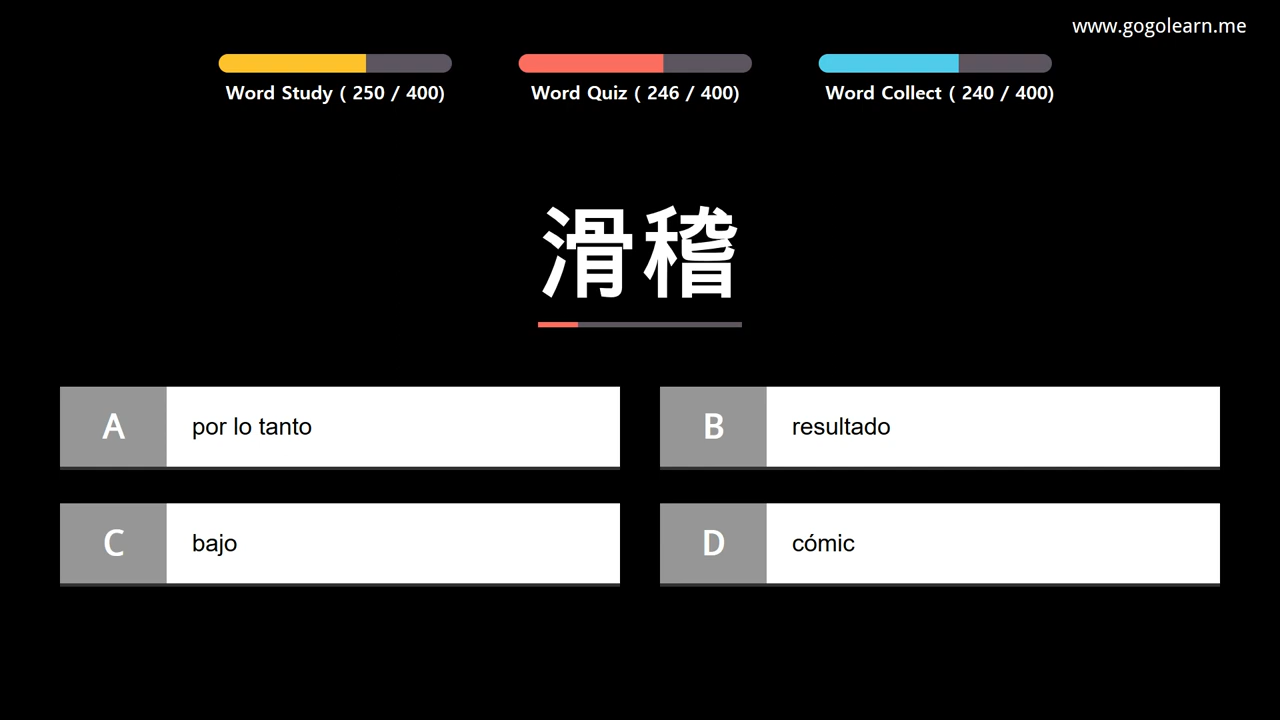 www.gogolearn.me
Word Study ( 250 / 400)
Word Quiz ( 246 / 400)
Word Collect ( 240 / 400)
滑稽
A
por lo tanto
B
resultado
C
bajo
D
cómic